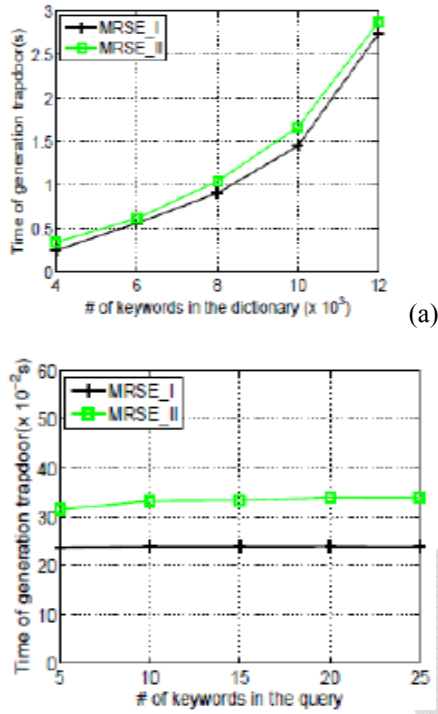 3
MRSE_I
MRSE_II
2.5
2
1.5
1
0.5
0
Time of generation trapdoor(s)
4 6 8 10 12
# of keywords in the dictionary (x 10³)
(a)
60
MRSE_I
MRSE_II
50
40
30
20
10
0
Time of generation trapdoor(x 10⁻²s)
5 10 15 20 25
# of keywords in the query